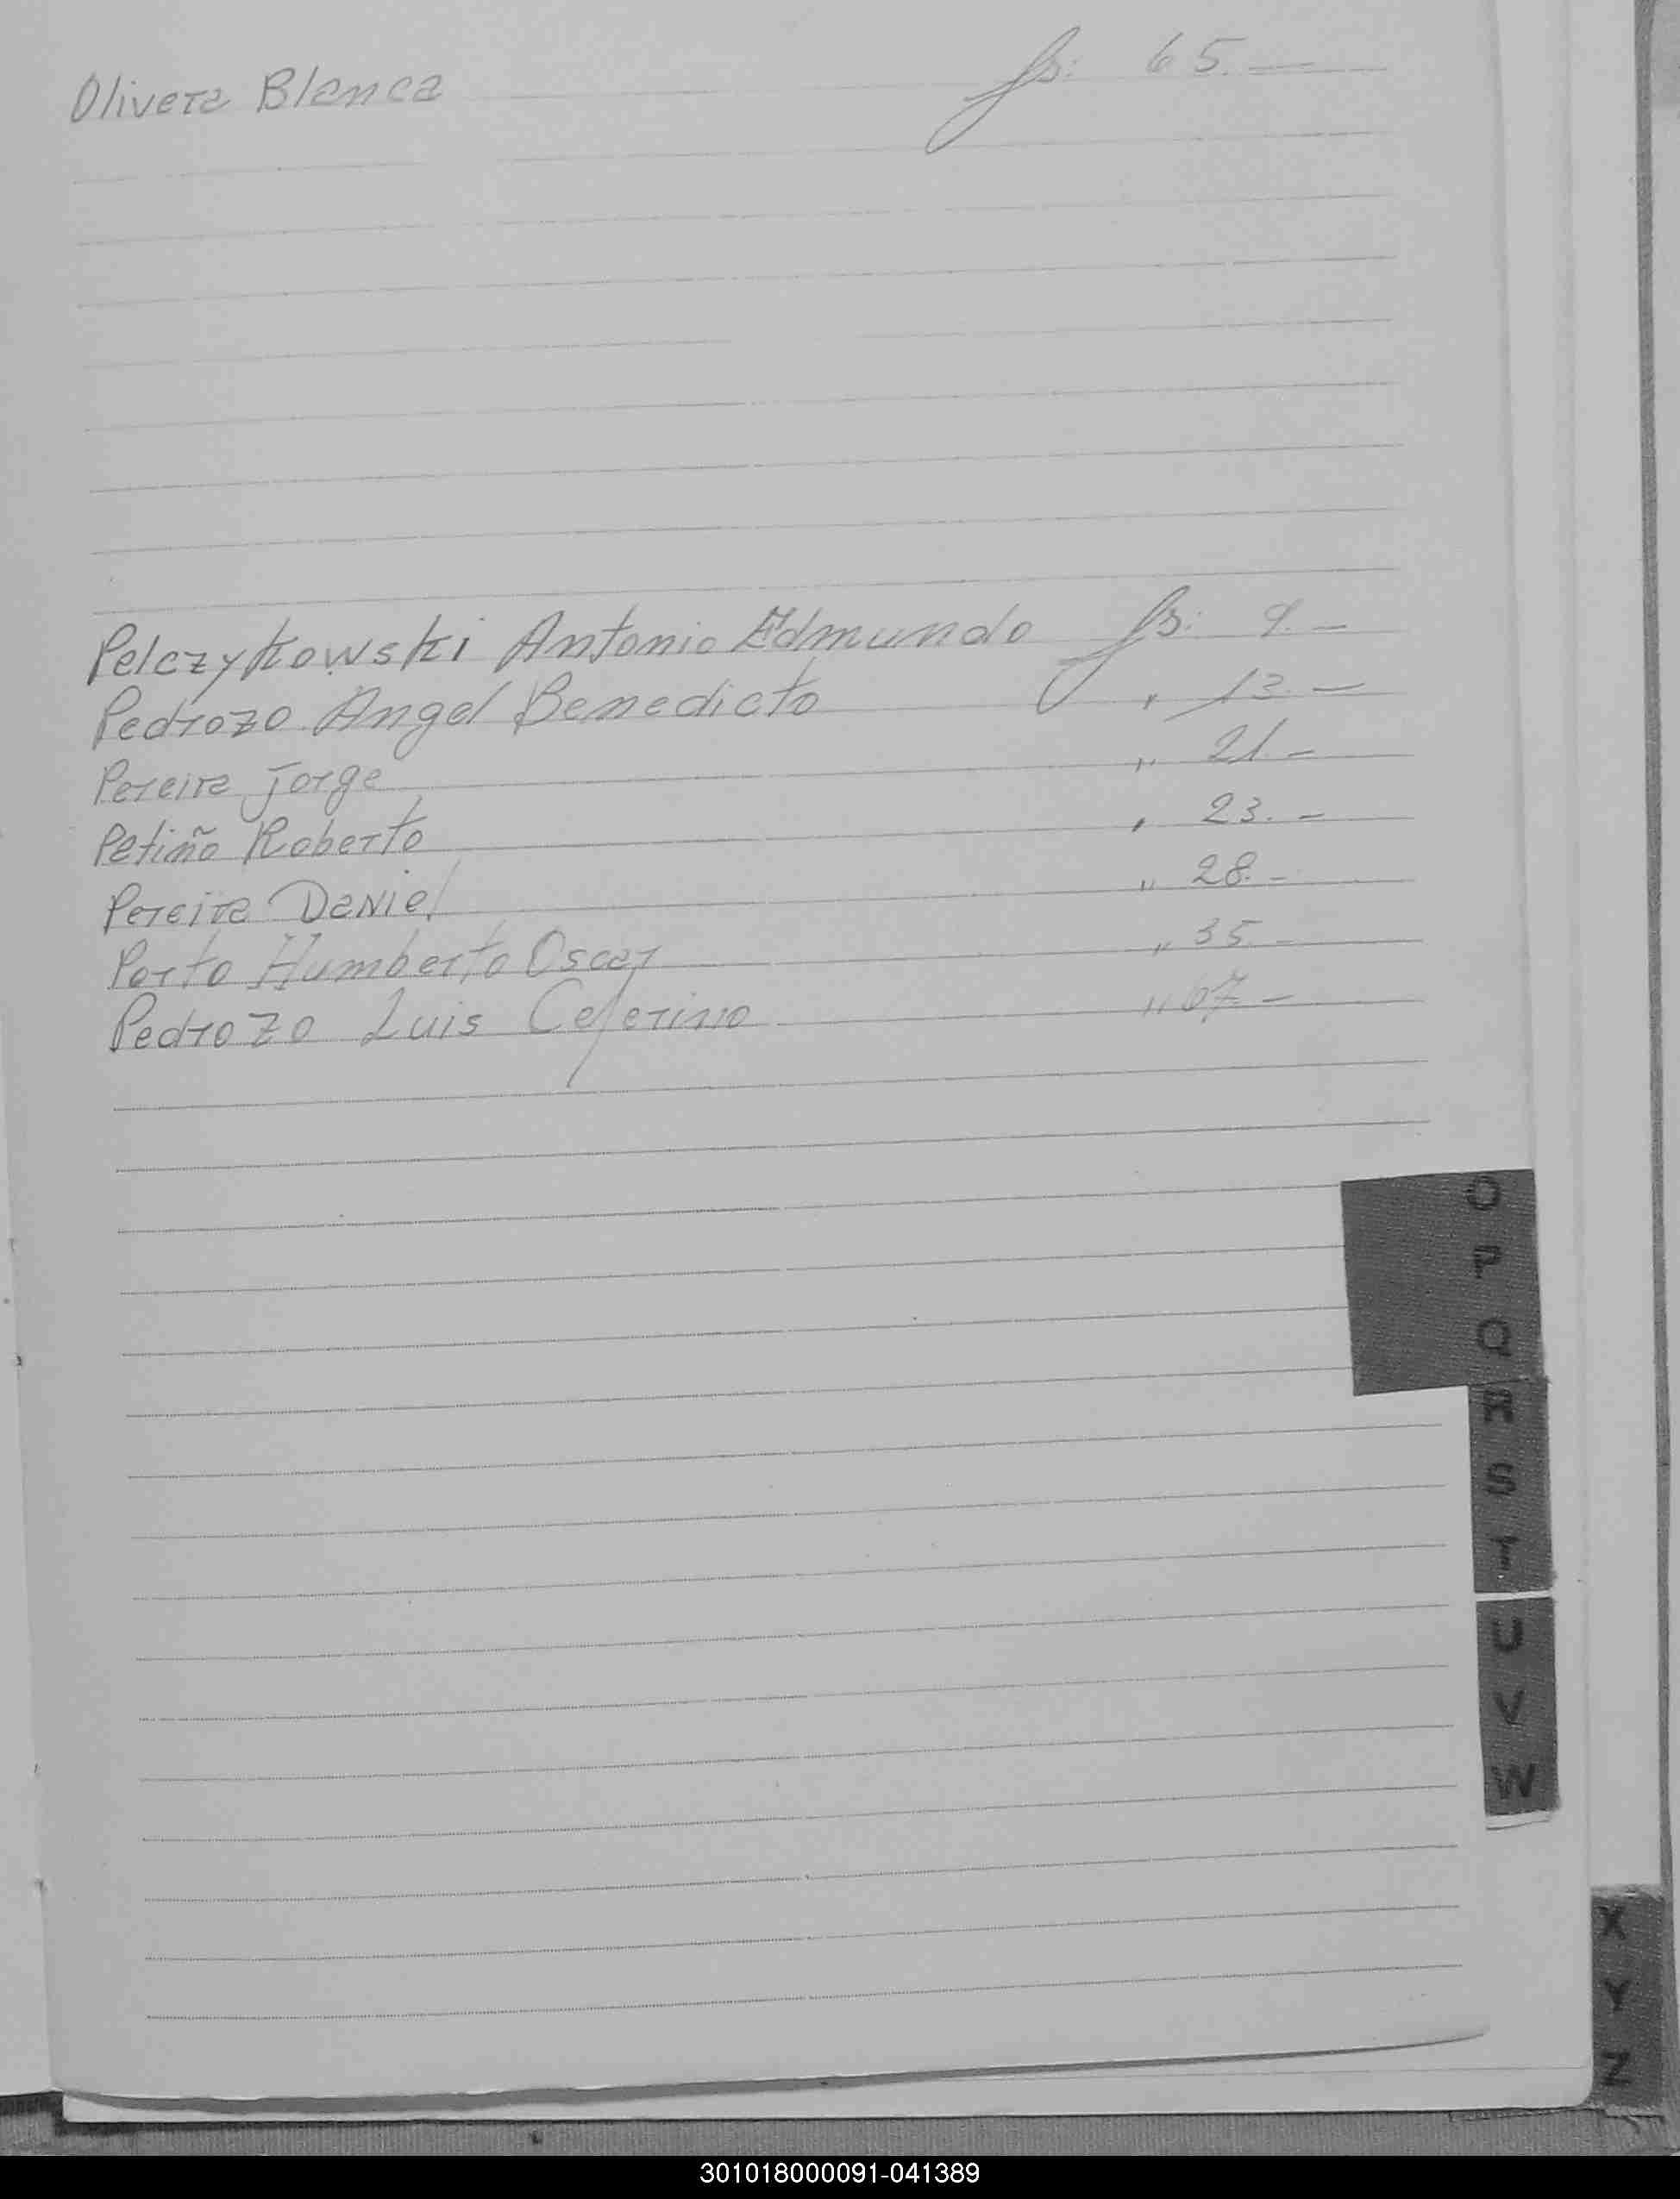 Olivera Blanca fs: 65.—
Pelczykowski Antonio Edmundo fs: 9.—
Pedrozo Angel Benedicto " 13.—
Pereira Jorge " 21.—
Petiño Roberto " 23.—
Pereira Daniel " 28.—
Porto Humberto Oscar " 35.—
Pedrozo Luis Ceferino " 67.—
O
P
Q
R
S
T
U
V
W
X
Y
Z
301018000091-041389